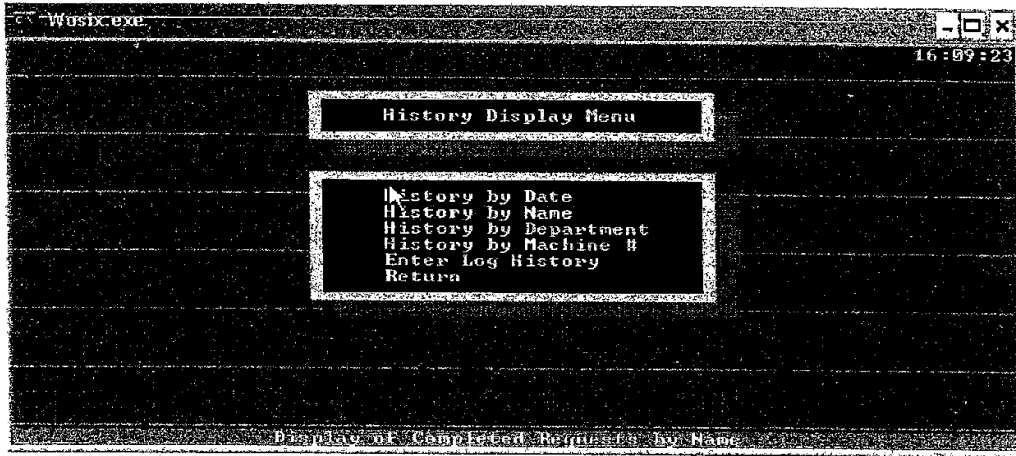 Wosix.exe
16:09:23
History Display Menu
History by Date
History by Name
History by Department
History by Machine #
Enter Log History
Return
Display of Completed Requests by Name